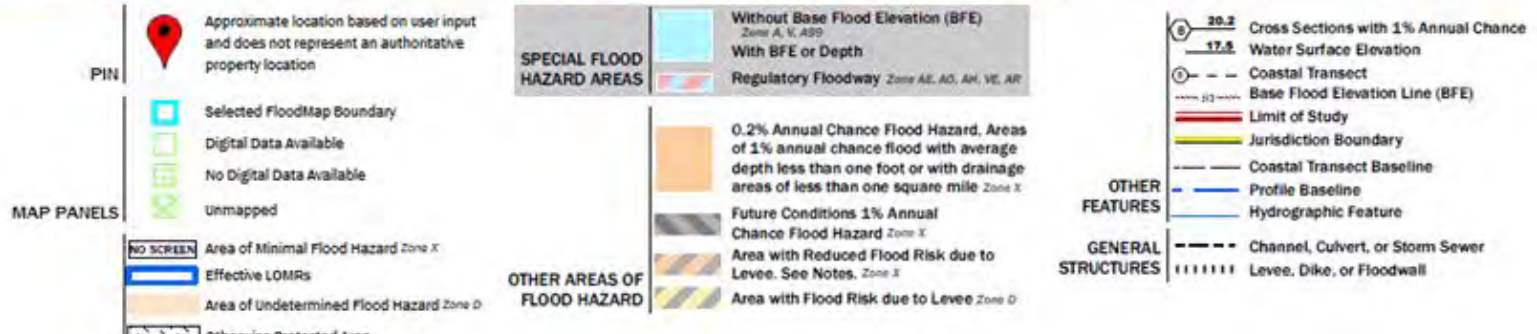 PIN
Approximate location based on user input
and does not represent an authoritative
property location
MAP PANELS
Selected FloodMap Boundary
Digital Data Available
No Digital Data Available
Unmapped
NO SCREEN Area of Minimal Flood Hazard Zone X
Effective LOMRs
Area of Undetermined Flood Hazard Zone D
Otherwise Protected Area
SPECIAL FLOOD
HAZARD AREAS
Without Base Flood Elevation (BFE)
Zone A, V, A99
With BFE or Depth
Regulatory Floodway Zone AE, AO, AH, VE, AR
OTHER AREAS OF
FLOOD HAZARD
0.2% Annual Chance Flood Hazard, Areas
of 1% annual chance flood with average
depth less than one foot or with drainage
areas of less than one square mile Zone X
Future Conditions 1% Annual
Chance Flood Hazard Zone X
Area with Reduced Flood Risk due to
Levee. See Notes. Zone X
Area with Flood Risk due to Levee Zone D
OTHER
FEATURES
20.2 Cross Sections with 1% Annual Chance
17.5 Water Surface Elevation
Coastal Transect
Base Flood Elevation Line (BFE)
Limit of Study
Jurisdiction Boundary
Coastal Transect Baseline
Profile Baseline
Hydrographic Feature
GENERAL
STRUCTURES
Channel, Culvert, or Storm Sewer
Levee, Dike, or Floodwall